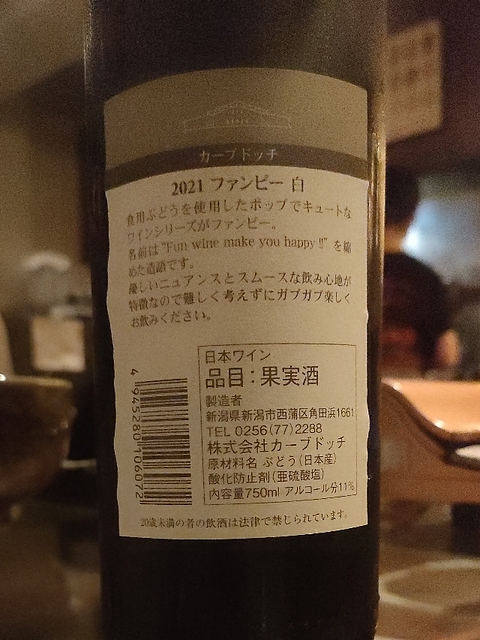 カーブドッチ
2021 ファンピー 白
食用ぶどうを使用したポップでキュートな
ワインシリーズがファンピー。
名前は"Fun wine make you happy !!" を縮
めた造語です。
優しいニュアンスとスムースな飲み心地が
特徴なので難しく考えずにガブガブ楽しく
お飲みください。
日本ワイン
品目：果実酒
製造者
新潟県新潟市西蒲区角田浜1661
TEL 0256(77)2288
株式会社カーブドッチ
原材料名 ぶどう(日本産)
酸化防止剤(亜硫酸塩)
内容量750ml アルコール分11%
4 945280 106072
20歳未満の者の飲酒は法律で禁じられています。